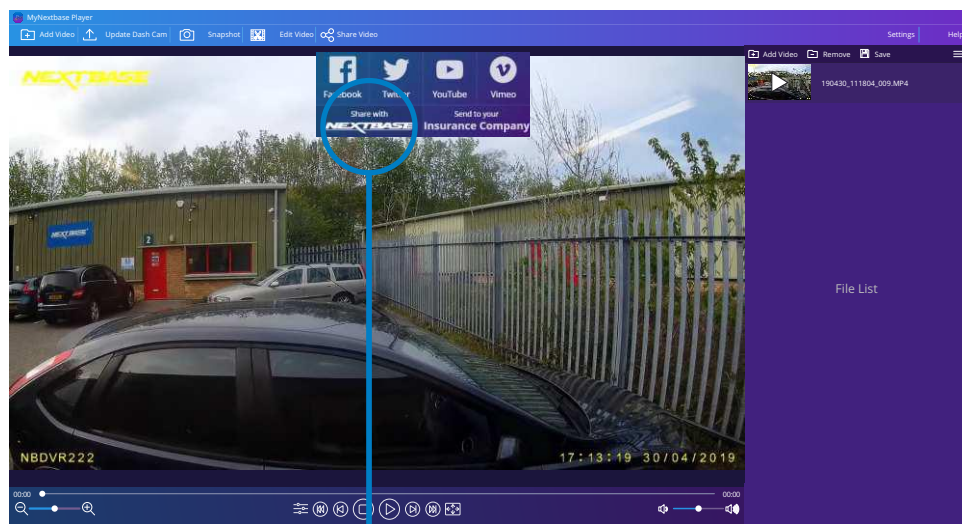 MyNextbase Player
Add Video Update Dash Cam Snapshot Edit Video Share Video Settings Help
Add Video Remove Save
NEXTBASE
Facebook Twitter YouTube Vimeo
Share with NEXTBASE
Send to your Insurance Company
190430_111804_009.MP4
NEXTBASE
2
File List
NBDVR222
17:13:19 30/04/2019
00:00 00:00